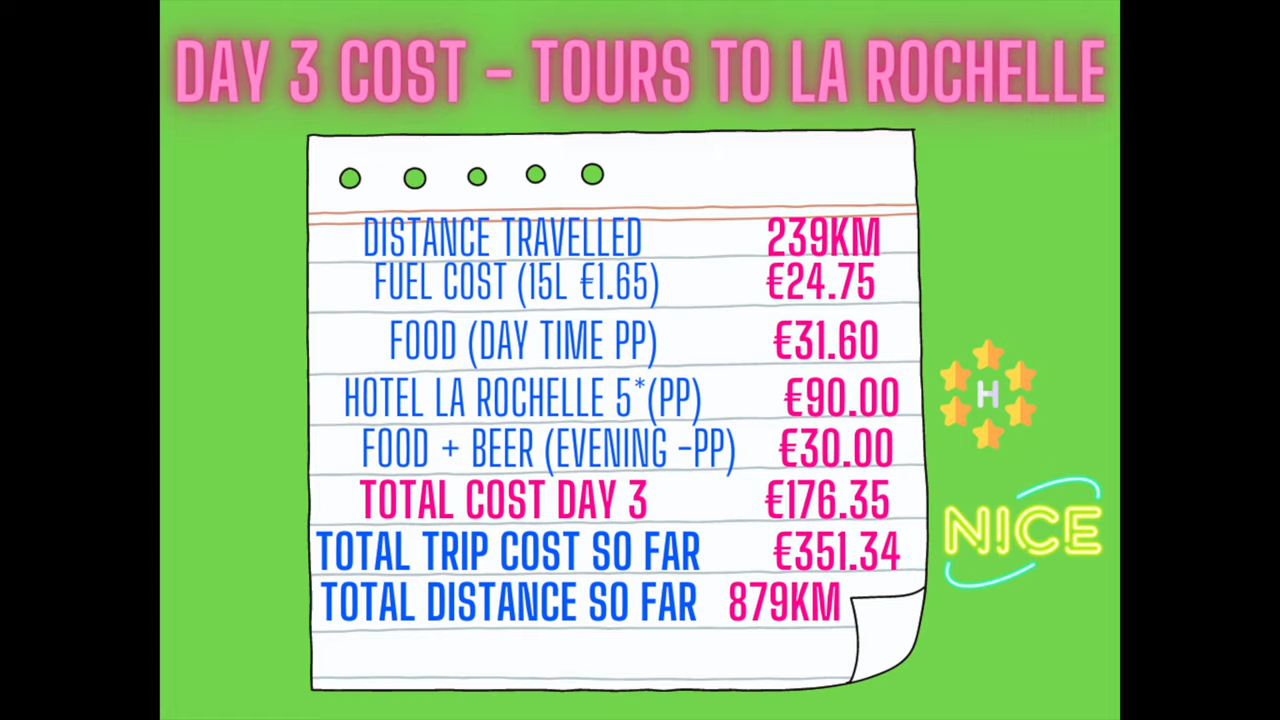 DAY 3 COST - TOURS TO LA ROCHELLE
DISTANCE TRAVELLED 239KM
FUEL COST (15L €1.65) €24.75
FOOD (DAY TIME PP) €31.60
HOTEL LA ROCHELLE 5*(PP) €90.00
FOOD + BEER (EVENING -PP) €30.00
TOTAL COST DAY 3 €176.35
TOTAL TRIP COST SO FAR €351.34
TOTAL DISTANCE SO FAR 879KM
H
NICE